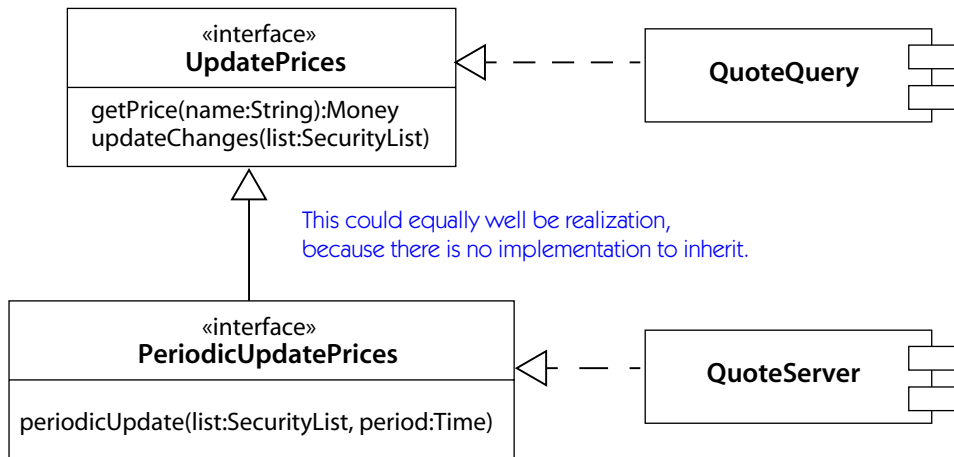 «interface»
UpdatePrices
getPrice(name:String):Money
updateChanges(list:SecurityList)
QuoteQuery
This could equally well be realization,
because there is no implementation to inherit.
«interface»
PeriodicUpdatePrices
periodicUpdate(list:SecurityList, period:Time)
QuoteServer